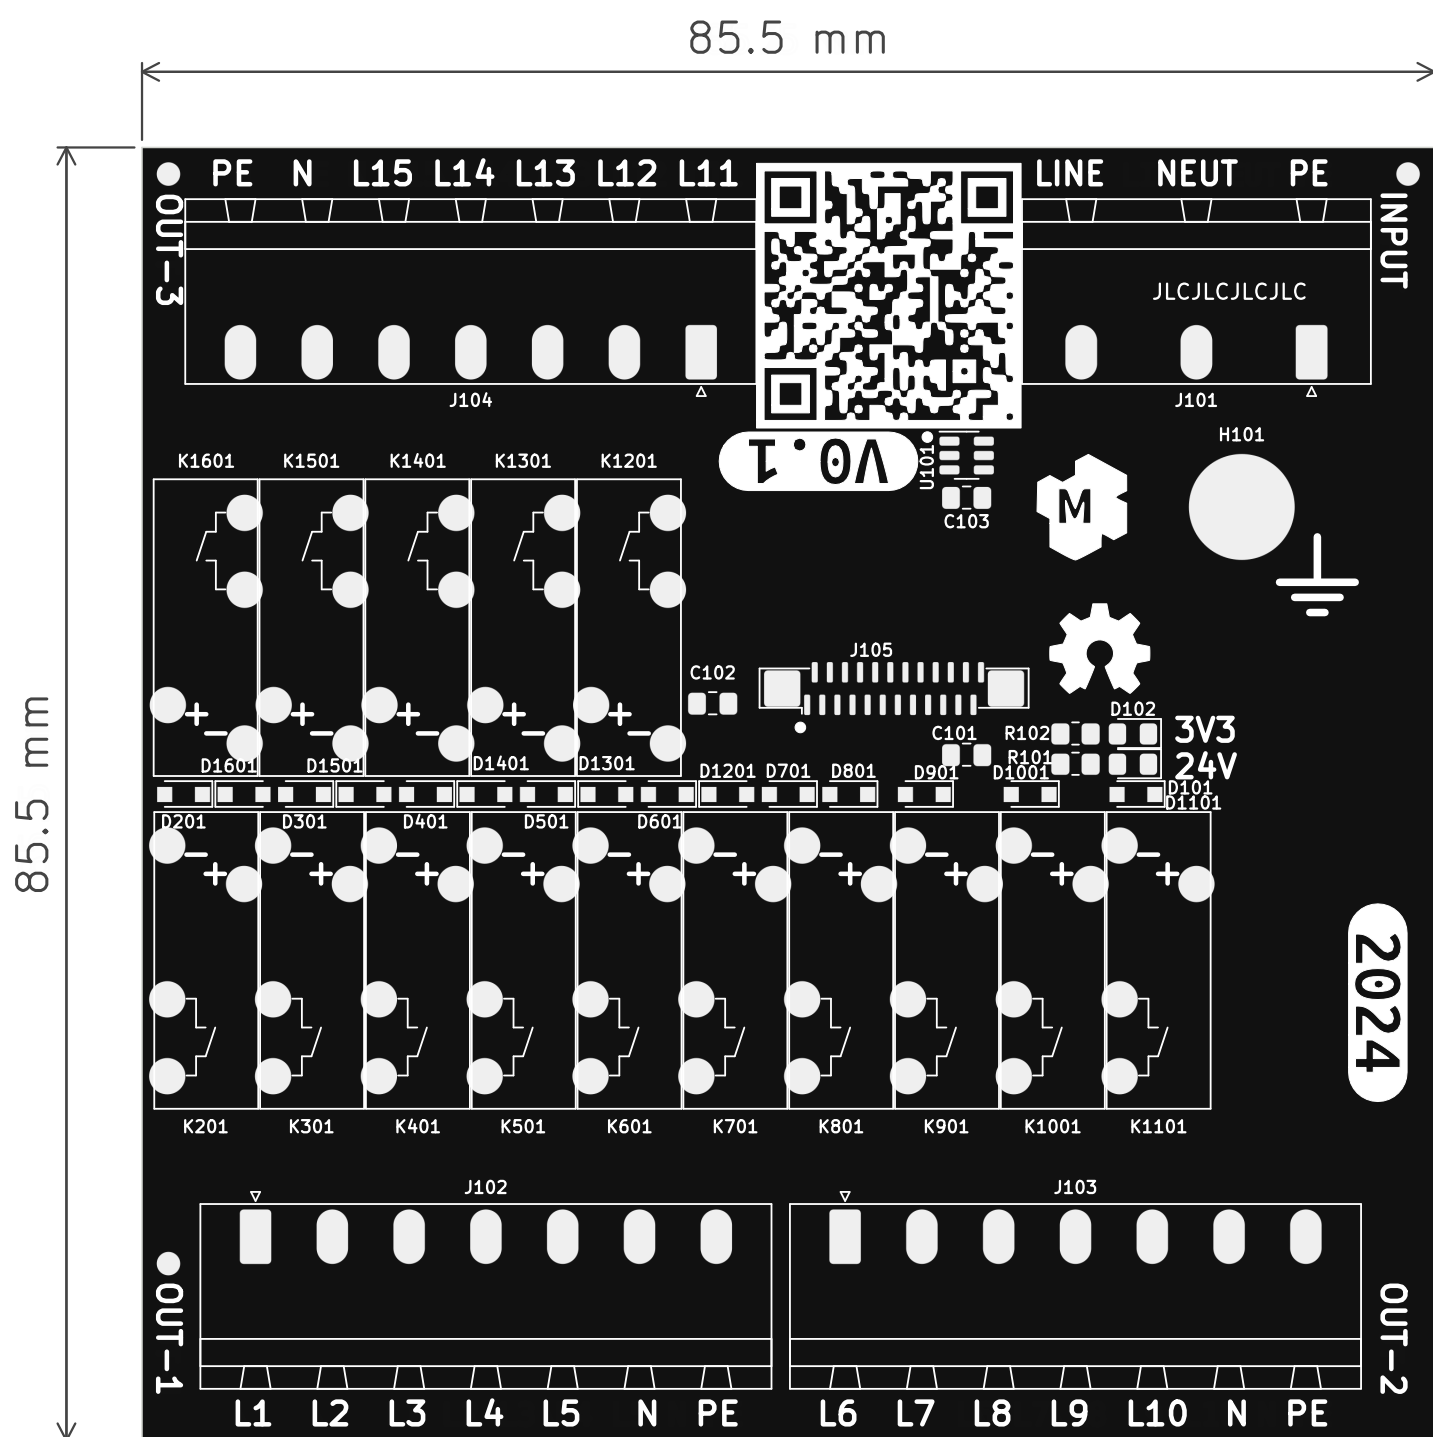 85.5 mm
85.5 mm
PE N L15 L14 L13 L12 L11
LINE NEUT PE
OUT-3
INPUT
JLCJLCJLCJLC
J104
J101
H101
V0.1
U101
C103
M
K1601 K1501 K1401 K1301 K1201
J105
C102
C101
R102
D102
3V3
R101
24V
D1601 D1501 D1401 D1301 D1201 D701 D801 D901 D1001
D101
D1101
D201 D301 D401 D501 D601
2024
K201 K301 K401 K501 K601 K701 K801 K901 K1001 K1101
J102
J103
OUT-1
OUT-2
L1 L2 L3 L4 L5 N PE
L6 L7 L8 L9 L10 N PE